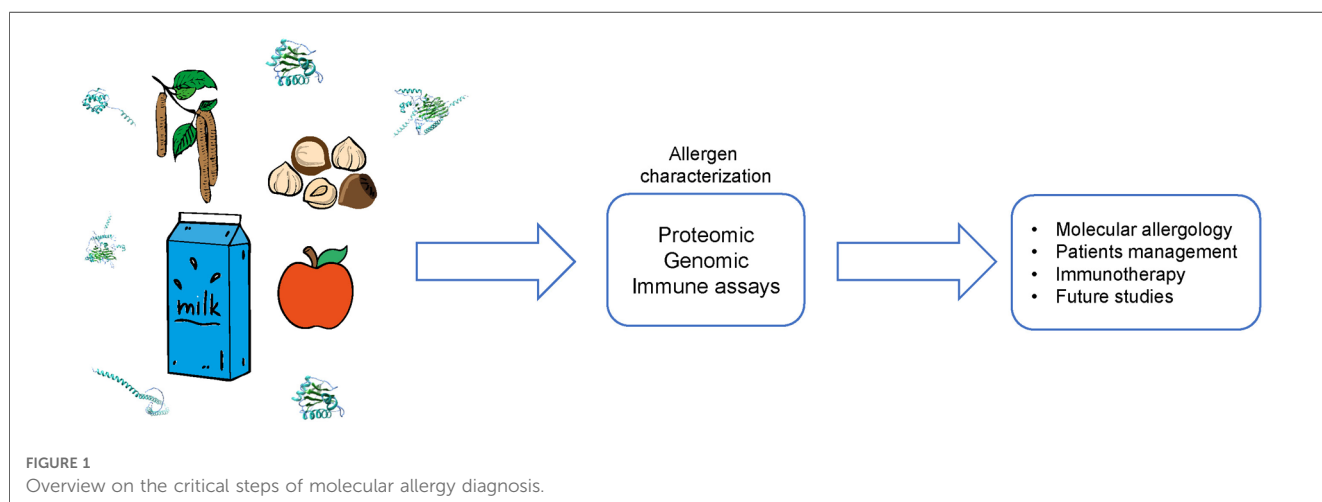 milk
Allergen
characterization
Proteomic
Genomic
Immune assays
• Molecular allergology
• Patients management
• Immunotherapy
• Future studies
FIGURE 1
Overview on the critical steps of molecular allergy diagnosis.